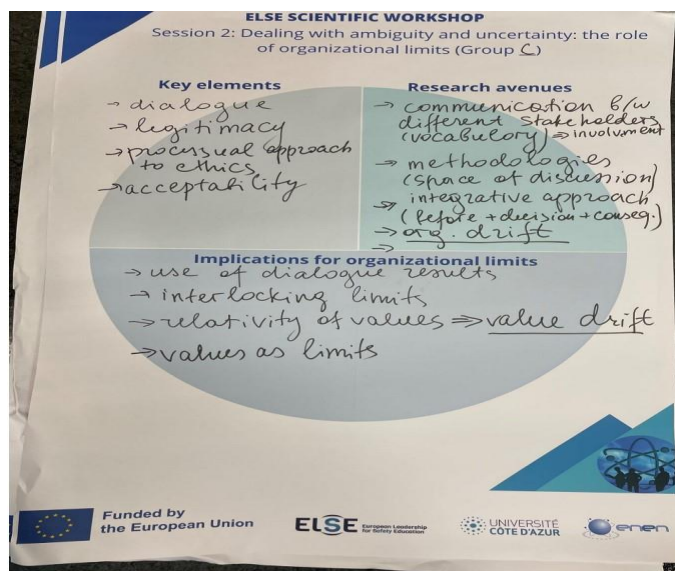 ELSE SCIENTIFIC WORKSHOP
Session 2: Dealing with ambiguity and uncertainty: the role
of organizational limits (Group C)
Key elements
→ dialogue
→ legitimacy
→ processual approach
to ethics
→ acceptability
Research avenues
→ communication b/w
different stakeholders
(vocabulory) ⇒ involvment
→ methodologies
(space of discussion)
→ integrative approach
(before + decision + conseq.)
→ org. drift
→
Implications for organizational limits
→ use of dialogue results
→ interlocking limits
→ relativity of values ⇒ value drift
→ values as limits
Funded by
the European Union
ELSE
European Leadership
for Safety Education
UNIVERSITÉ
CÔTE D'AZUR
enen